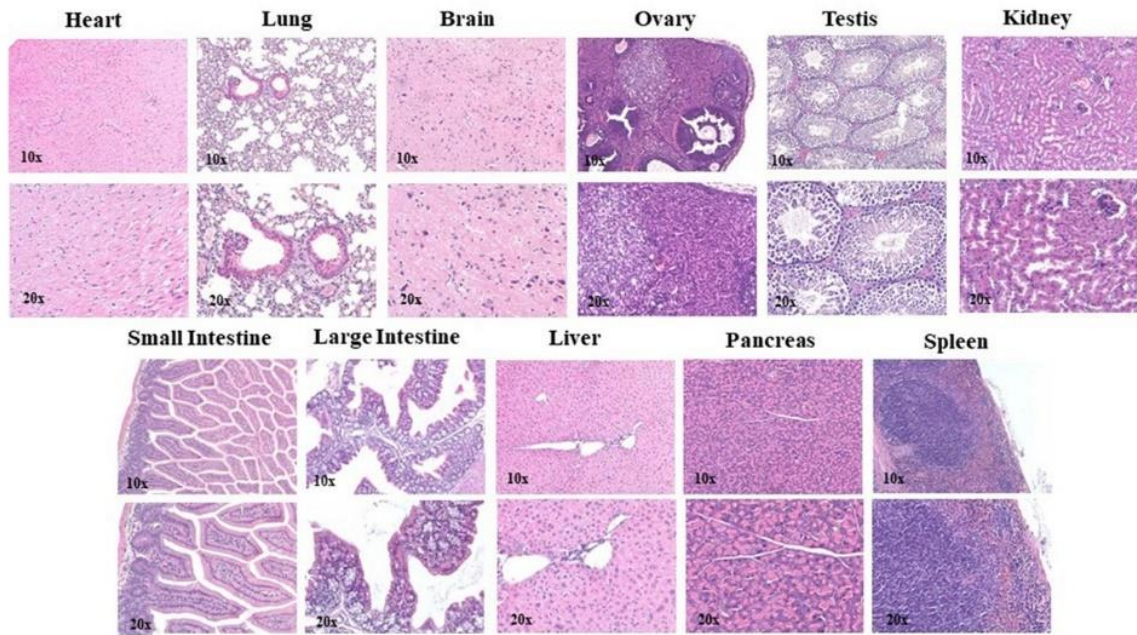 Heart Lung Brain Ovary Testis Kidney
10x 10x 10x 10x 10x 10x
20x 20x 20x 20x 20x 20x
Small Intestine Large Intestine Liver Pancreas Spleen
10x 10x 10x 10x 10x
20x 20x 20x 20x 20x